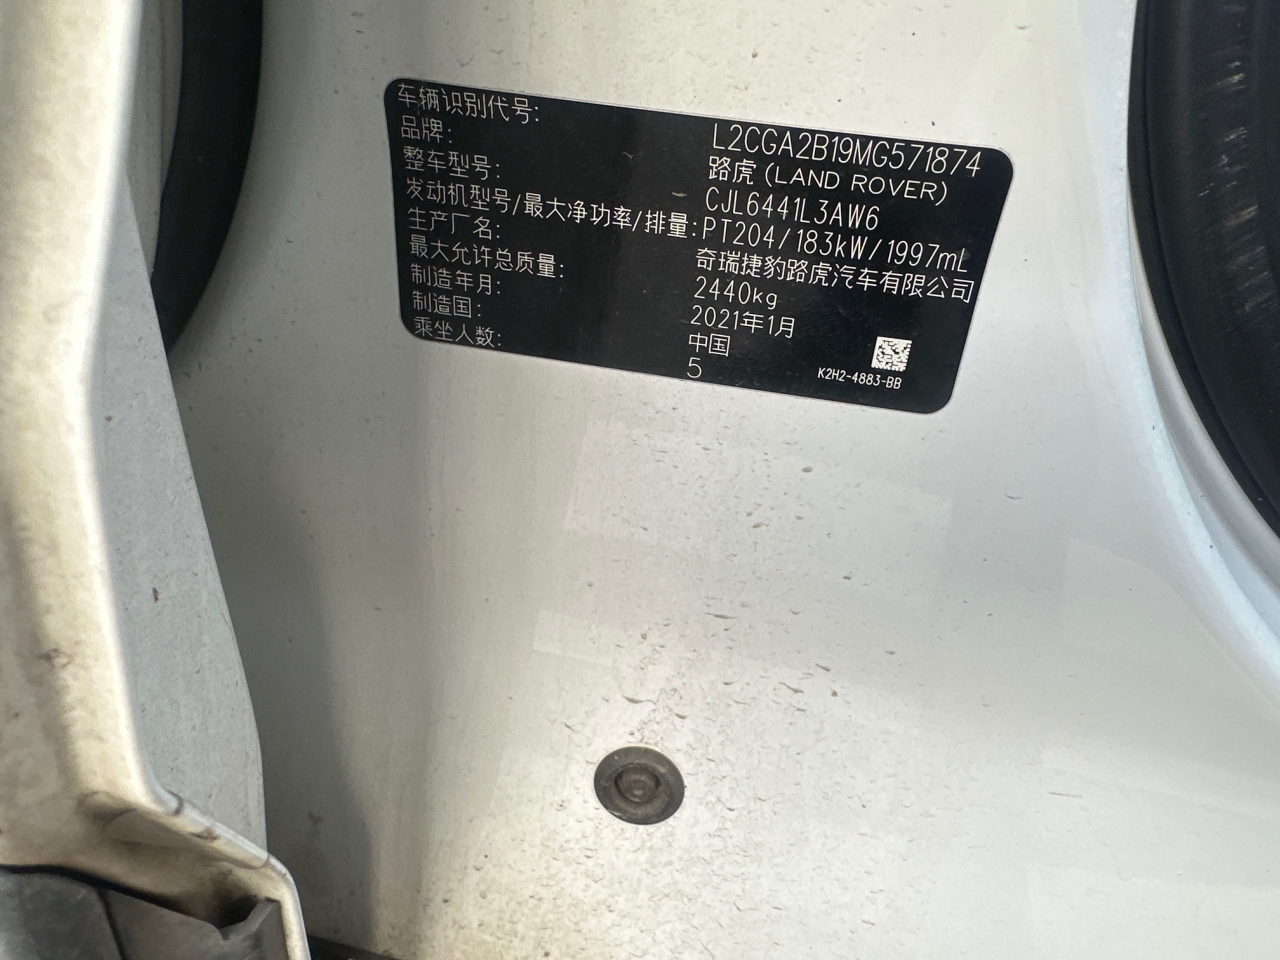 车辆识别代号: L2CGA2B19MG571874
品牌: 路虎(LAND ROVER)
整车型号: CJL6441L3AW6
发动机型号/最大净功率/排量: PT204/183kW/1997mL
生产厂名: 奇瑞捷豹路虎汽车有限公司
最大允许总质量: 2440kg
制造年月: 2021年1月
制造国: 中国
乘坐人数: 5
K2H2-4883-BB